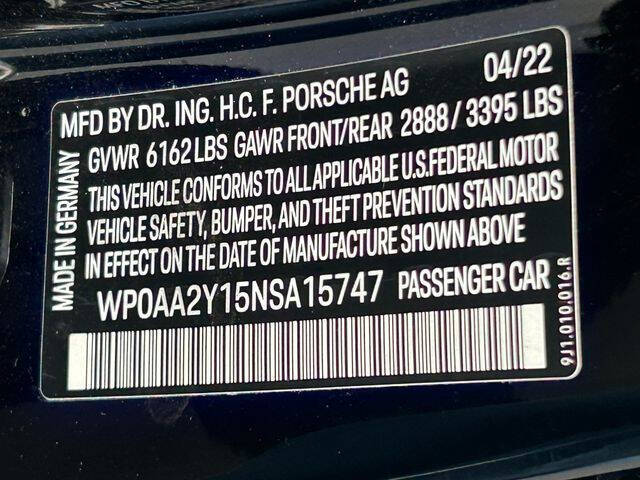 MFD BY DR. ING. H.C. F. PORSCHE AG 04/22
GVWR 6162 LBS GAWR FRONT/REAR 2888 / 3395 LBS
THIS VEHICLE CONFORMS TO ALL APPLICABLE U.S.FEDERAL MOTOR
VEHICLE SAFETY, BUMPER, AND THEFT PREVENTION STANDARDS
IN EFFECT ON THE DATE OF MANUFACTURE SHOWN ABOVE
WP0AA2Y15NSA15747 PASSENGER CAR
MADE IN GERMANY
9J1.010.016.R